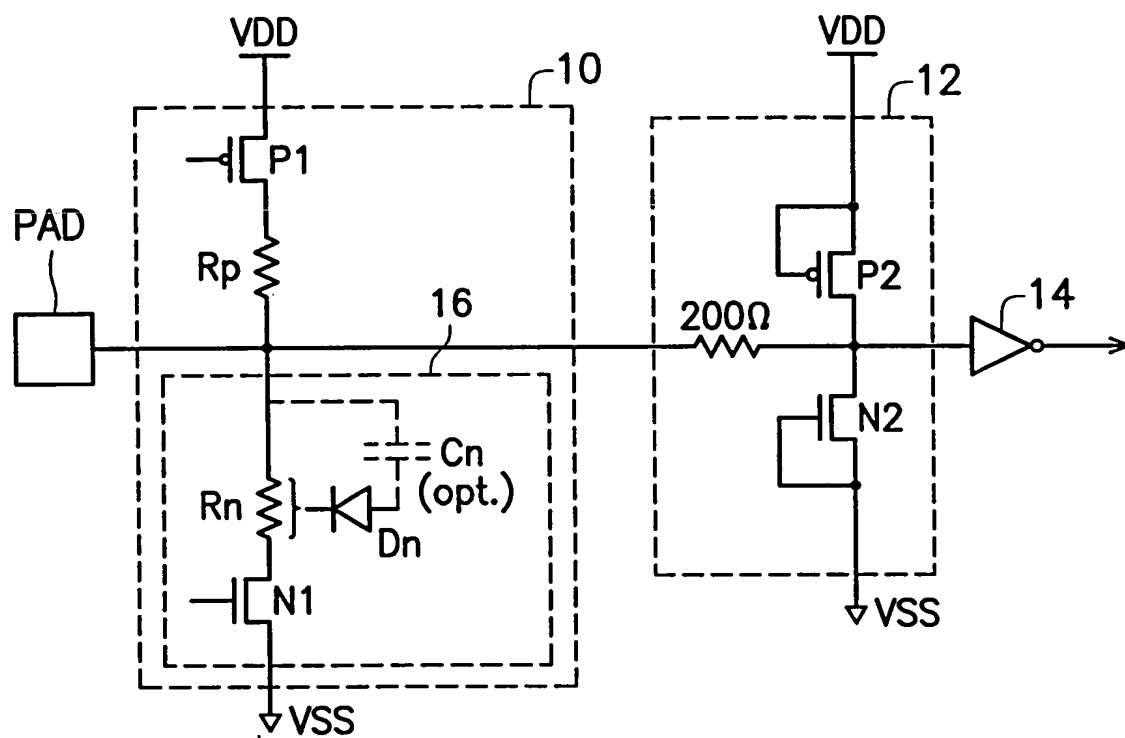 VDD
VDD
10
12
P1
PAD
Rp
P2
16
200Ω
14
N2
Cn
(opt.)
Rn
Dn
N1
VSS
VSS